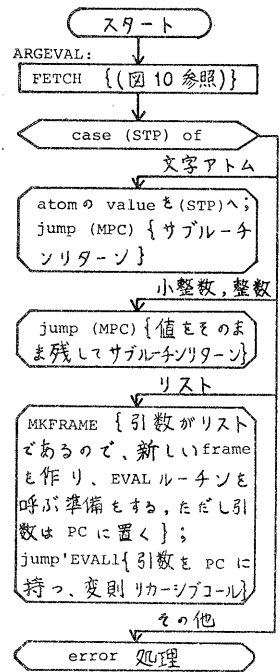 スタート
ARGEVAL:
FETCH {(図10参照)}
case (STP) of
文字アトム
atomの valueを(STP)へ;
jump (MPC) {サブルーチ
ンリターン}
小整数,整数
jump (MPC) {値をそのま
ま残してサブルーチンリターン}
リスト
MKFRAME {引数がリスト
であるので、新しいframe
を作り、EVALルーチンを
呼ぶ準備をする,ただし引
数は PCに置く};
jump'EVAL1{引数を PCに
持つ、変則リカーシブコール}
その他
error 処理